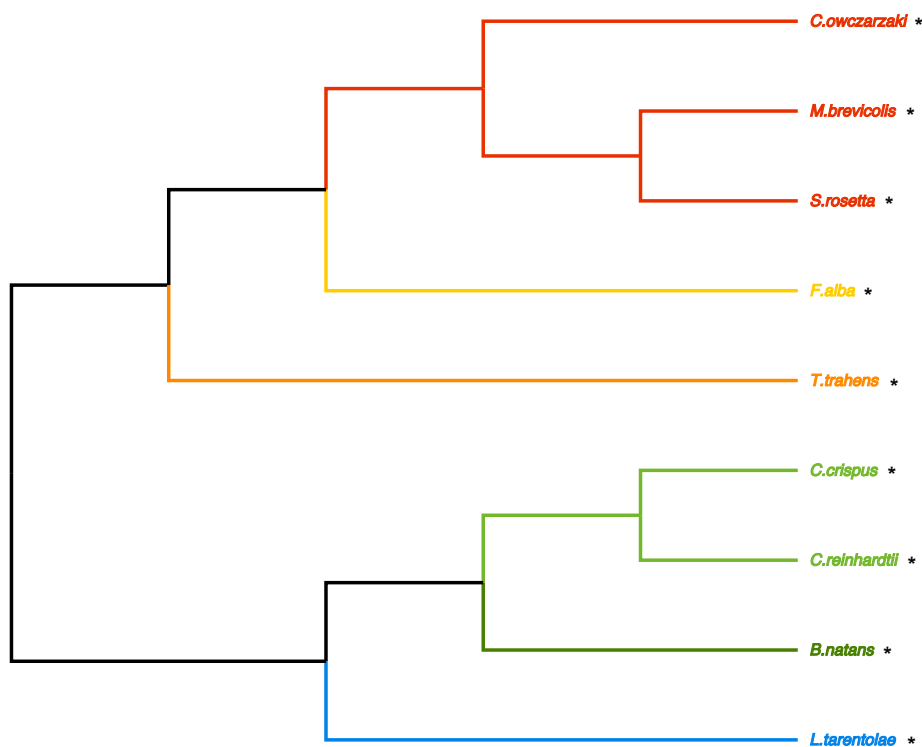 C.owczarzaki *
M.brevicolis *
S.rosetta *
F.alba *
T.trahens *
C.crispus *
C.reinhardtii *
B.natans *
L.tarentolae *